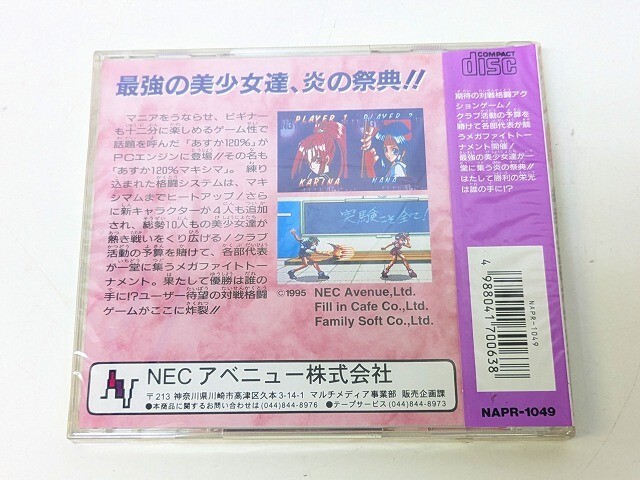 最強の美少女達、炎の祭典!!
マニアをうならせ、ビギナー
も十二分に楽しめるゲーム性で
話題を呼んだ「あすか120%」が
PCエンジンに登場!!その名も
「あすか120%マキシマ」。 練り
込まれた格闘システムは、マキ
シマムまでヒートアップ/さら
に新キャラクターが4人も追加
され、総勢10人もの美少女達が
熱き戦いをくり広げる/クラブ
活動の予算を賭けて、各部代表
が一堂に集うメガファイトトー
ナメント。果たして優勝は誰の
手に!?ユーザー待望の対戦格闘
ゲームがここに炸裂!!
PLAYER 1 PLAYER 2
KARINA NANA
実験こそ全て!
©1995 NEC Avenue,Ltd.
Fill in Cafe Co.,Ltd.
Family Soft Co.,Ltd.
NEC アベニュー株式会社
〒213 神奈川県川崎市高津区久本3-14-1 マルチメディア事業部 販売企画課
●本商品に関するお問い合わせ(044)844-8976 ●テープサービス(044)844-8973
COMPACT
disc
期待の対戦格闘アク
ションゲーム!
クラブ活動の予算を
賭けて各部代表が競
うファイティングトー
ナメント開催!
最強の美少女達が一
堂に集う炎の祭典!!
はたして勝利の栄光
は誰の手に!?
4988041700638
NAPR-1049
NAPR-1049